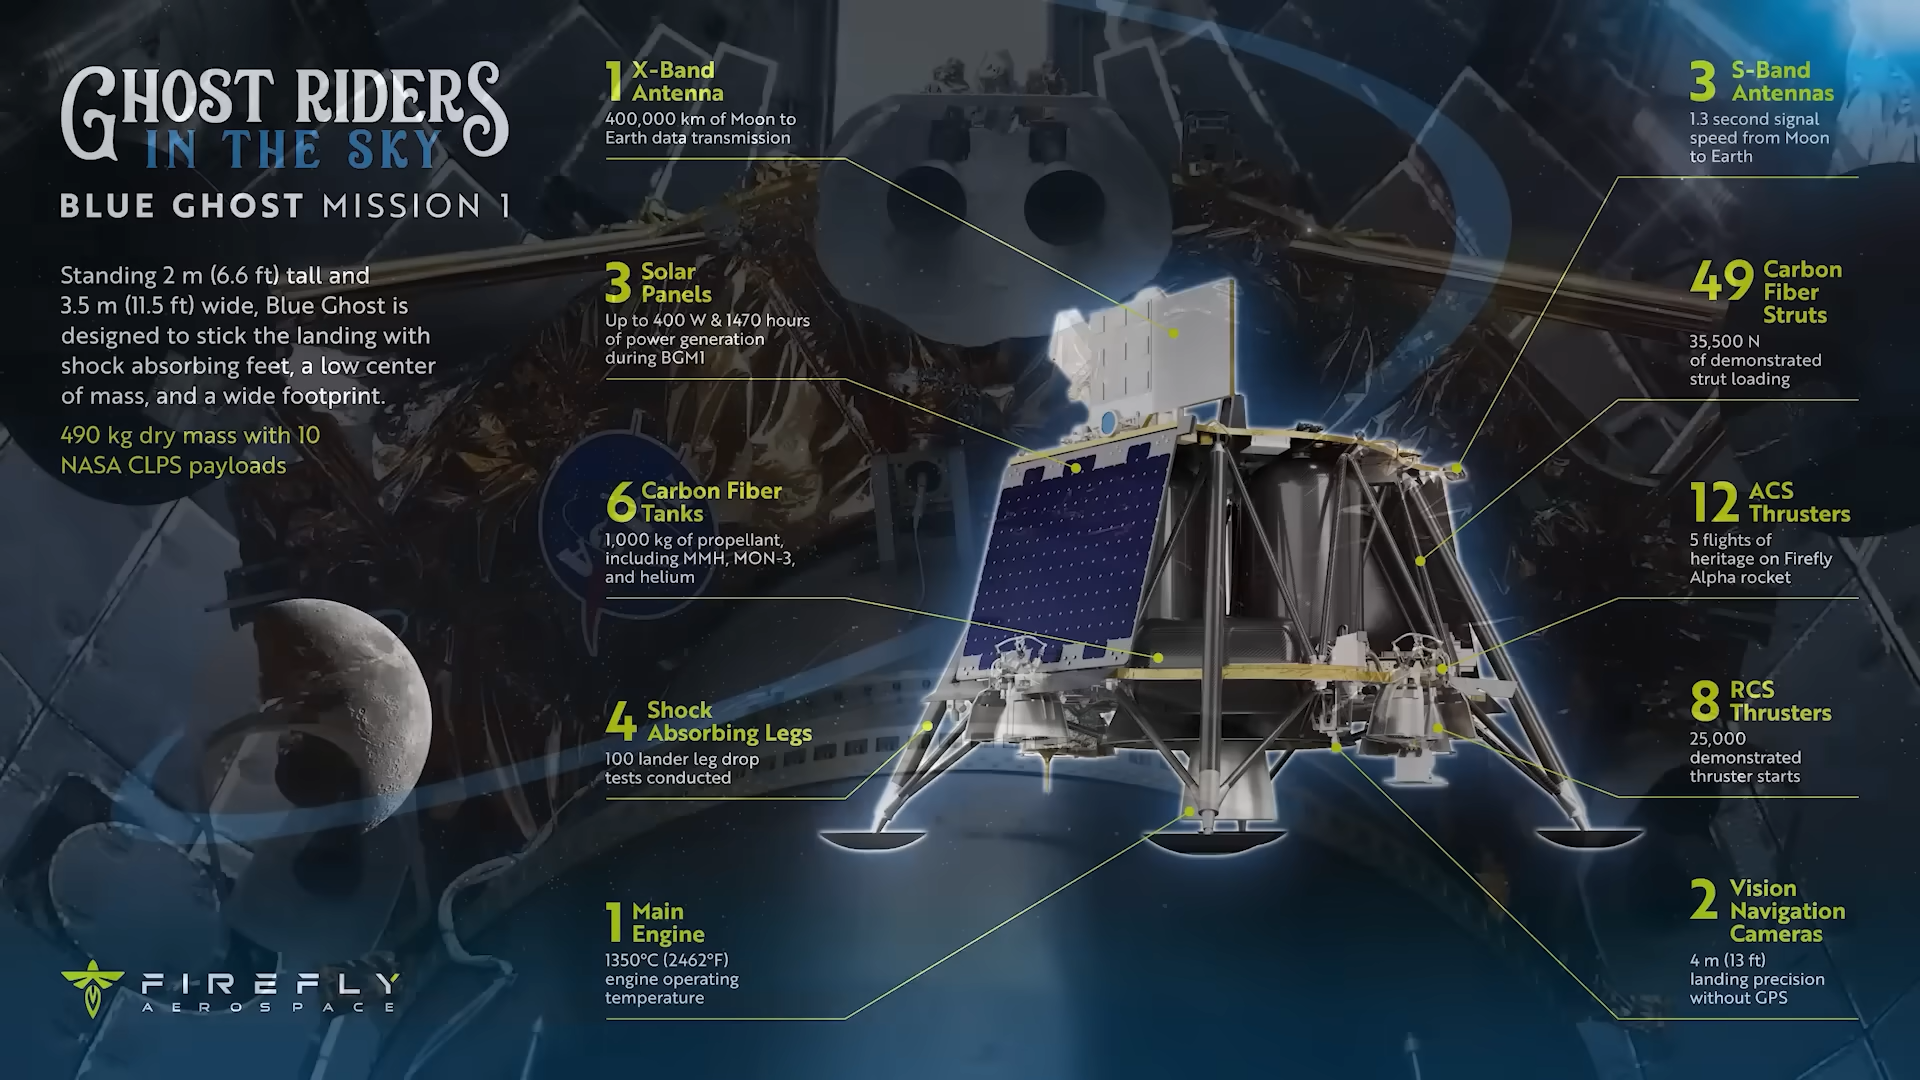 GHOST RIDERS
IN THE SKY
BLUE GHOST MISSION 1
Standing 2 m (6.6 ft) tall and
3.5 m (11.5 ft) wide, Blue Ghost is
designed to stick the landing with
shock absorbing feet, a low center
of mass, and a wide footprint.
490 kg dry mass with 10
NASA CLPS payloads
FIREFLY
AEROSPACE
1 X-Band
Antenna
400,000 km of Moon to
Earth data transmission
3 Solar
Panels
Up to 400 W & 1470 hours
of power generation
during BGM1
6 Carbon Fiber
Tanks
1,000 kg of propellant,
including MMH, MON-3,
and helium
4 Shock
Absorbing Legs
100 lander leg drop
tests conducted
1 Main
Engine
1350°C (2462°F)
engine operating
temperature
3 S-Band
Antennas
1.3 second signal
speed from Moon
to Earth
49 Carbon
Fiber
Struts
35,500 N
of demonstrated
strut loading
12 ACS
Thrusters
5 flights of
heritage on Firefly
Alpha rocket
8 RCS
Thrusters
25,000
demonstrated
thruster starts
2 Vision
Navigation
Cameras
4 m (13 ft)
landing precision
without GPS